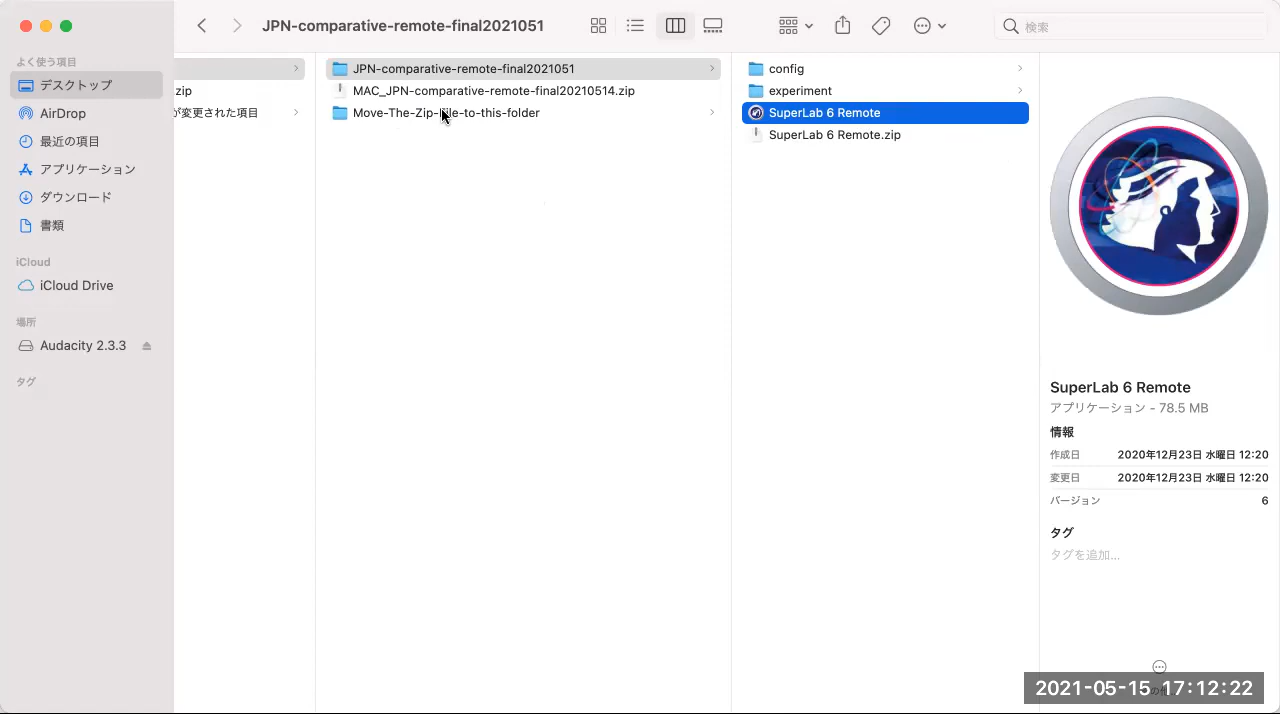 JPN-comparative-remote-final2021051
検索
よく使う項目
デスクトップ
AirDrop
最近の項目
アプリケーション
ダウンロード
書類
iCloud
iCloud Drive
場所
Audacity 2.3.3
タグ
zip
が変更された項目
JPN-comparative-remote-final2021051
MAC_JPN-comparative-remote-final20210514.zip
Move-The-Zip-file-to-this-folder
config
experiment
SuperLab 6 Remote
SuperLab 6 Remote.zip
SuperLab 6 Remote
アプリケーション - 78.5 MB
情報
作成日 2020年12月23日 水曜日 12:20
変更日 2020年12月23日 水曜日 12:20
バージョン 6
タグ
タグを追加...
2021-05-15 17:12:22